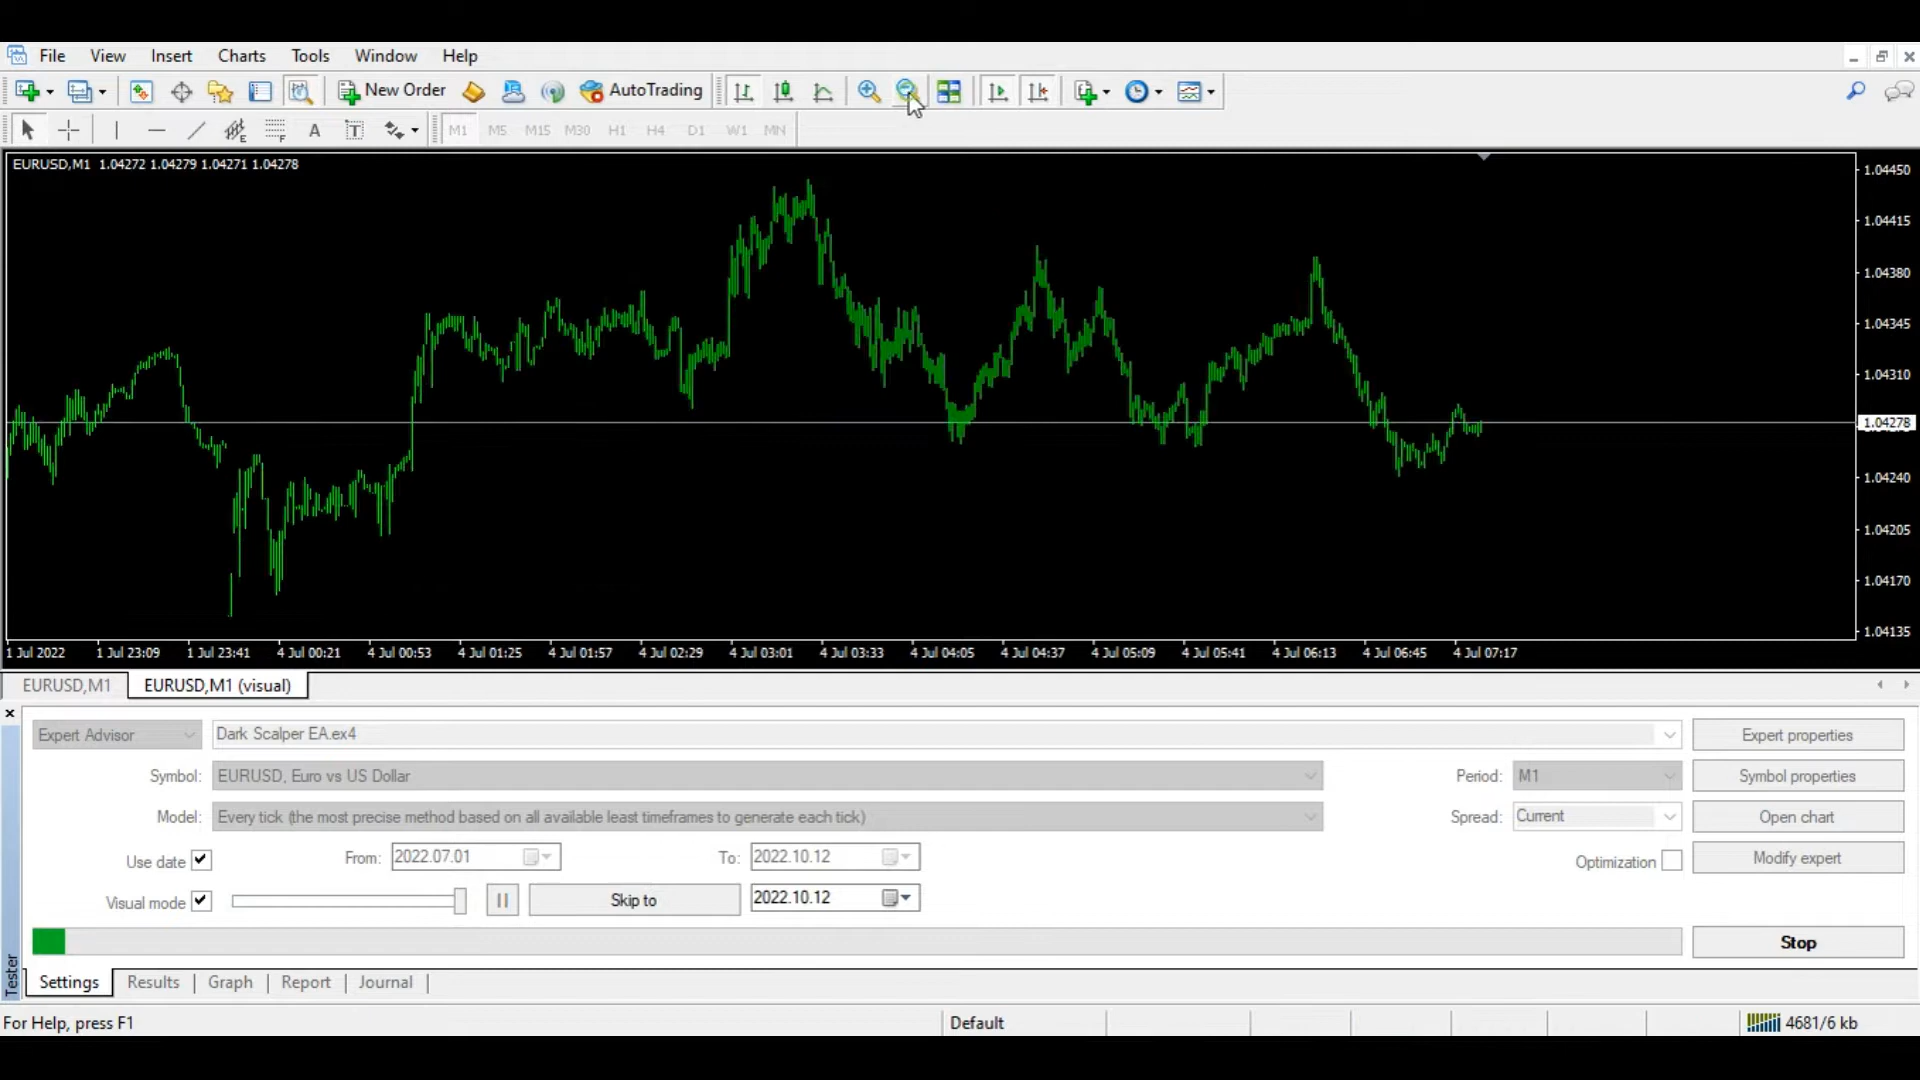 File View Insert Charts Tools Window Help
New Order AutoTrading
E F A T M1 M5 M15 M30 H1 H4 D1 W1 MN
EURUSD,M1 1.04272 1.04279 1.04271 1.04278
1.04450
1.04415
1.04380
1.04345
1.04310
1.04278
1.04240
1.04205
1.04170
1.04135
1 Jul 2022 1 Jul 23:09 1 Jul 23:41 4 Jul 00:21 4 Jul 00:53 4 Jul 01:25 4 Jul 01:57 4 Jul 02:29 4 Jul 03:01 4 Jul 03:33 4 Jul 04:05 4 Jul 04:37 4 Jul 05:09 4 Jul 05:41 4 Jul 06:13 4 Jul 06:45 4 Jul 07:17
EURUSD,M1 EURUSD,M1 (visual)
Expert Advisor Dark Scalper EA.ex4 Expert properties
Symbol: EURUSD, Euro vs US Dollar Period: M1 Symbol properties
Model: Every tick (the most precise method based on all available least timeframes to generate each tick) Spread: Current Open chart
Use date From: 2022.07.01 To: 2022.10.12 Optimization Modify expert
Visual mode Skip to 2022.10.12
Stop
Tester
Settings Results Graph Report Journal
For Help, press F1 Default 4681/6 kb